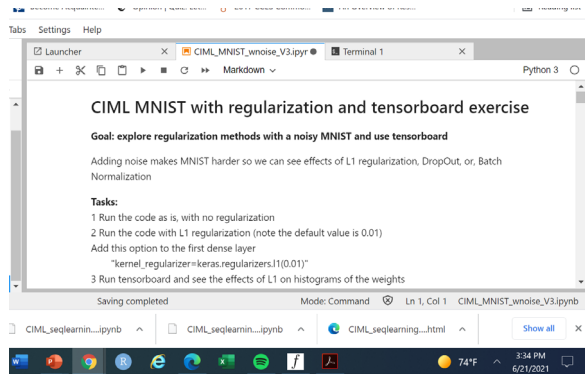 Tabs Settings Help
Launcher × CIML_MNIST_wnoise_V3.ipyr Terminal 1 ×
Markdown Python 3
CIML MNIST with regularization and tensorboard exercise
Goal: explore regularization methods with a noisy MNIST and use tensorboard
Adding noise makes MNIST harder so we can see effects of L1 regularization, DropOut, or, Batch
Normalization
Tasks:
1 Run the code as is, with no regularization
2 Run the code with L1 regularization (note the default value is 0.01)
Add this option to the first dense layer
"kernel_regularizer=keras.regularizers.l1(0.01)"
3 Run tensorboard and see the effects of L1 on histograms of the weights
Saving completed Mode: Command Ln 1, Col 1 CIML_MNIST_wnoise_V3.ipynb
CIML_seqlearnin....ipynb CIML_seqlearnin....ipynb CIML_seqlearning....html Show all ×
74°F 3:34 PM
6/21/2021